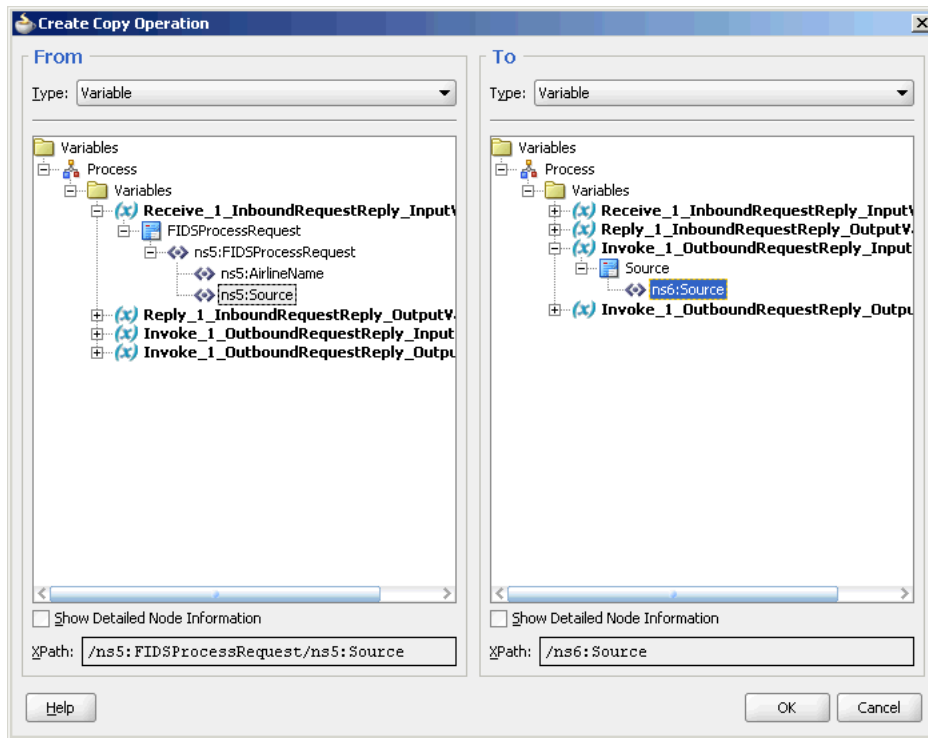 Create Copy Operation
From
Type: Variable
Variables
Process
Variables
Receive_1_InboundRequestReply_InputV
FIDSProcessRequest
ns5:FIDSProcessRequest
ns5:AirlineName
ns5:Source
Reply_1_InboundRequestReply_OutputV.
Invoke_1_OutboundRequestReply_Input
Invoke_1_OutboundRequestReply_Outpu
Show Detailed Node Information
XPath: /ns5:FIDSProcessRequest/ns5:Source
To
Type: Variable
Variables
Process
Variables
Receive_1_InboundRequestReply_InputV
Reply_1_InboundRequestReply_OutputV.
Invoke_1_OutboundRequestReply_Input
Source
ns6:Source
Invoke_1_OutboundRequestReply_Outpu
Show Detailed Node Information
XPath: /ns6:Source
Help
OK
Cancel